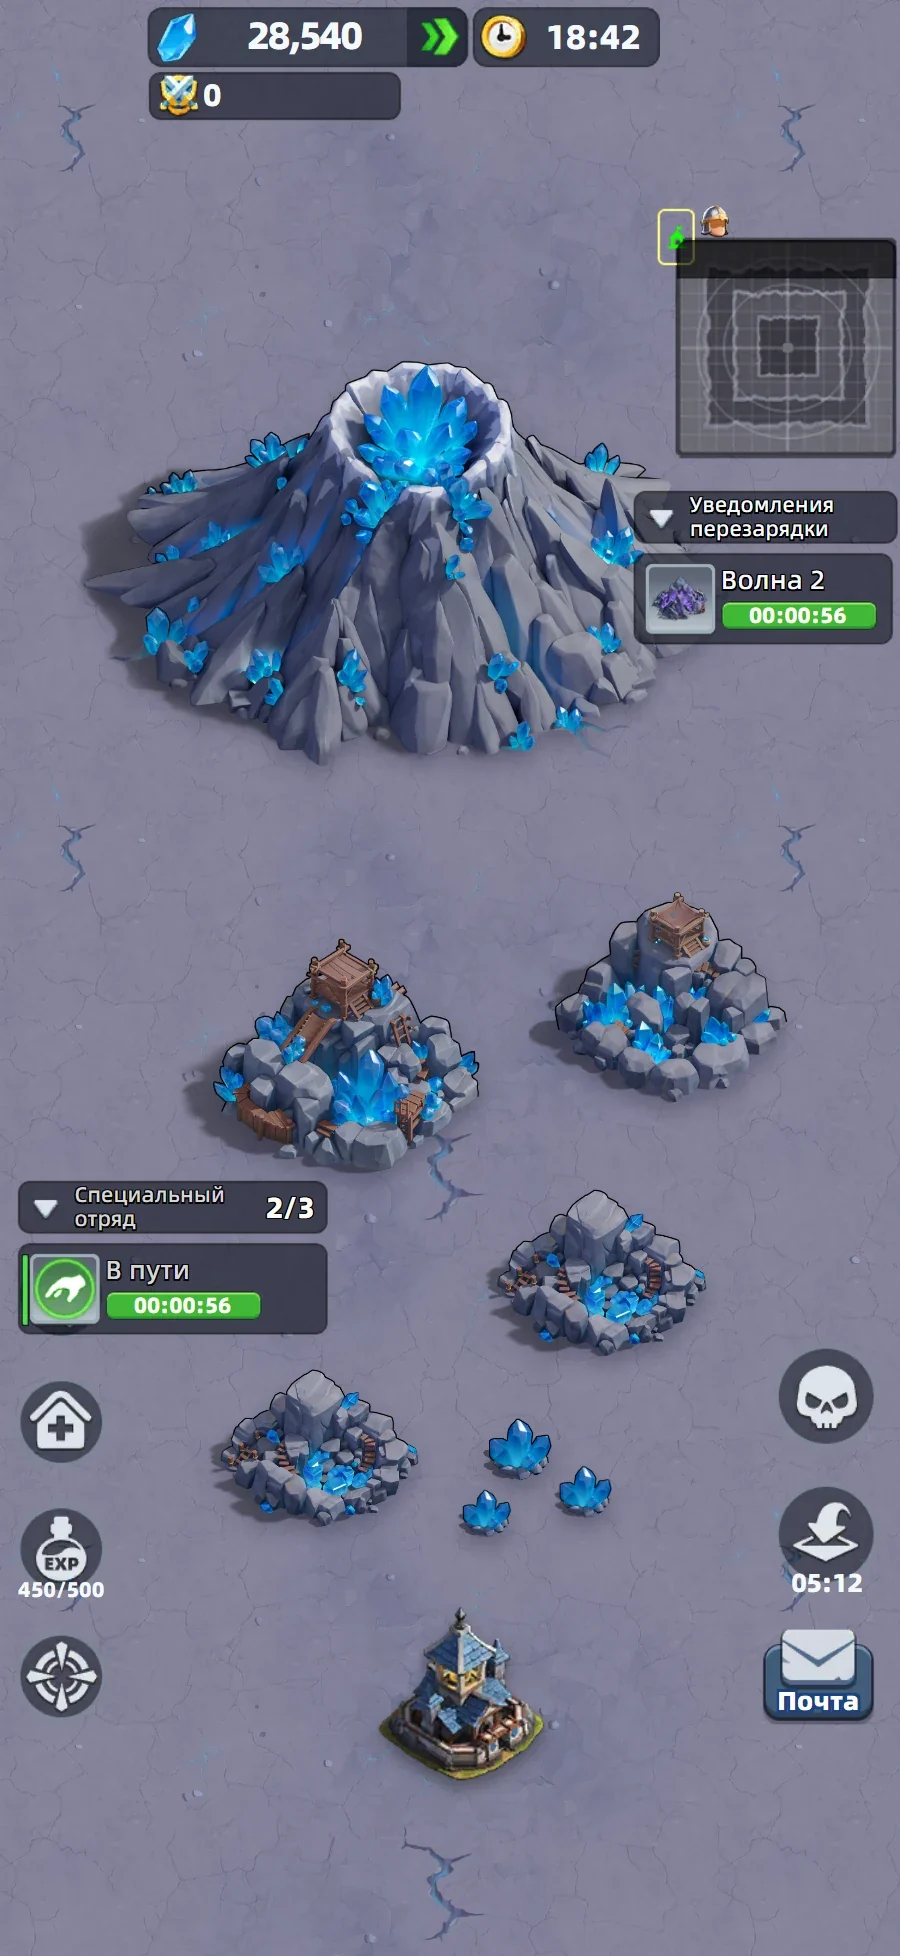 28,540
18:42
0
Уведомления
перезарядки
Волна 2
00:00:56
Специальный
отряд
2/3
В пути
00:00:56
EXP
450/500
05:12
Почта